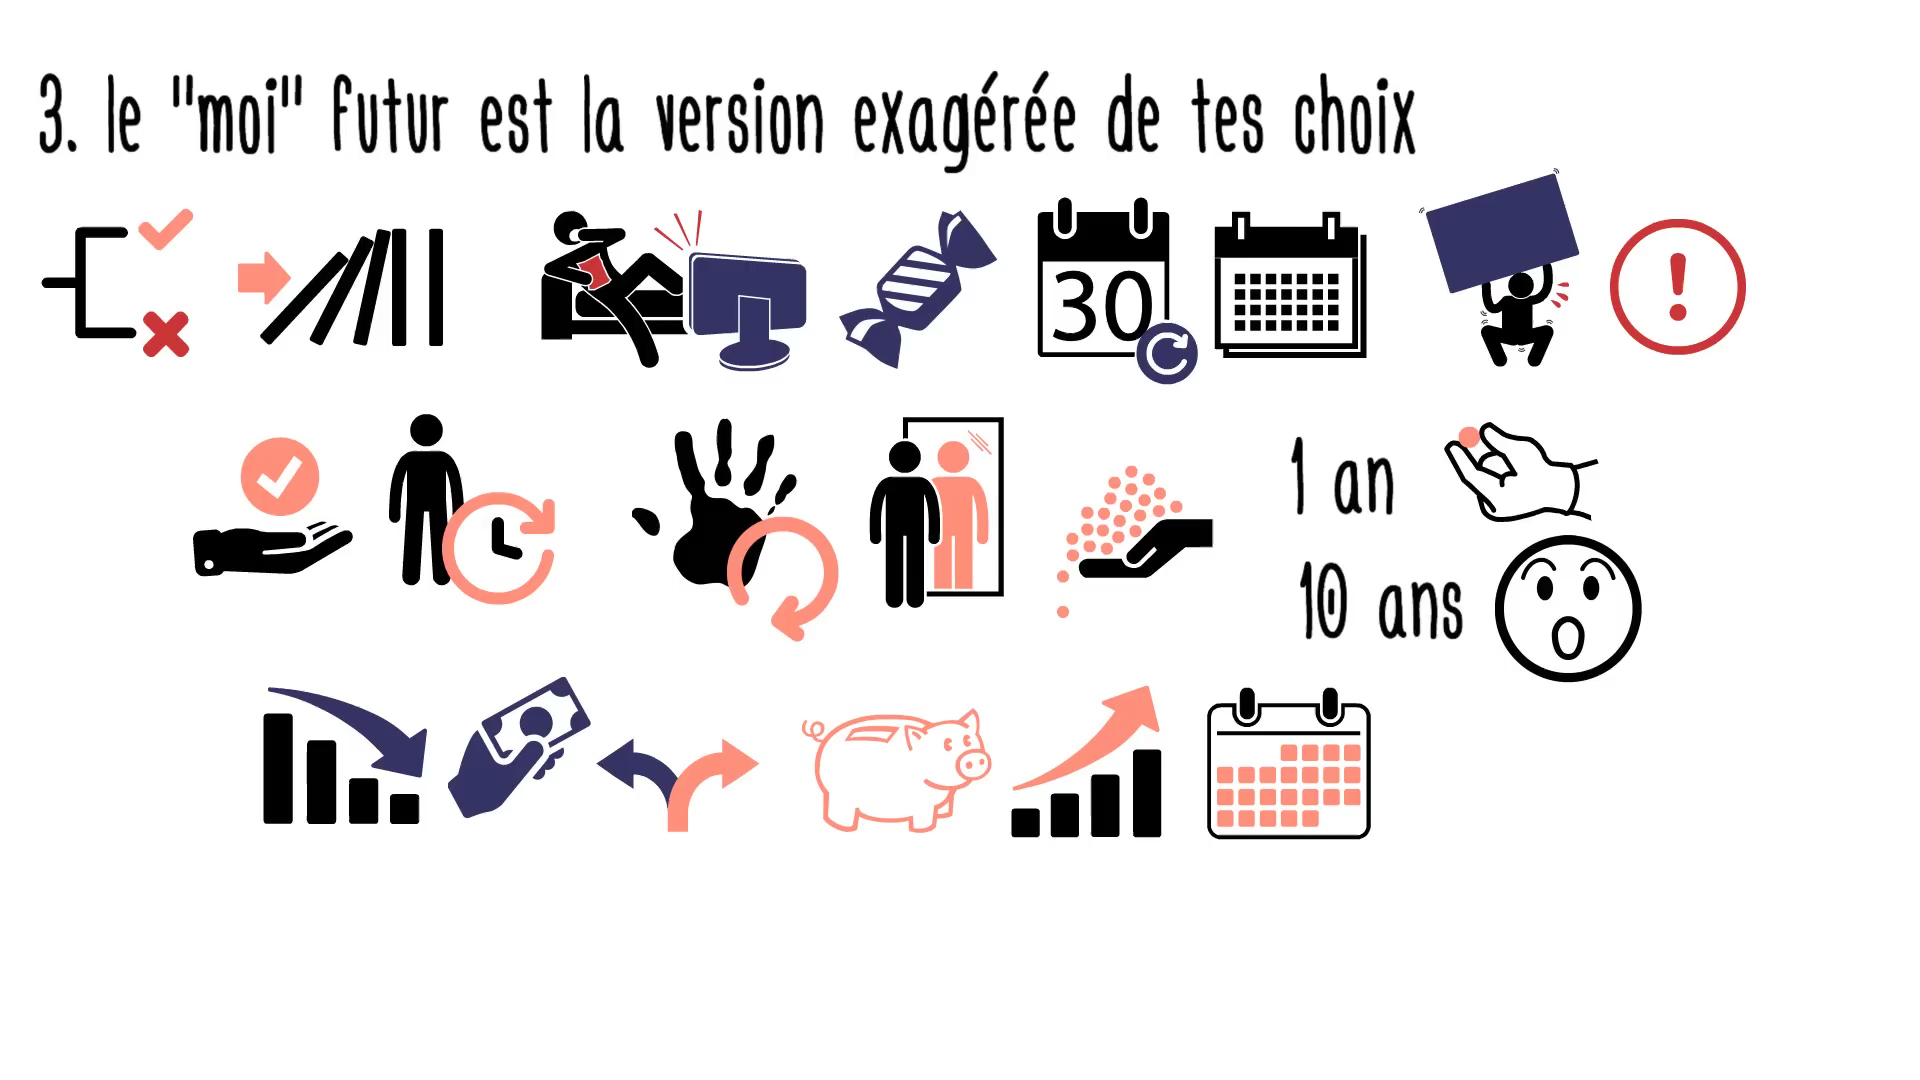 3. le "moi" futur est la version exagérée de tes choix
30
1 an
10 ans